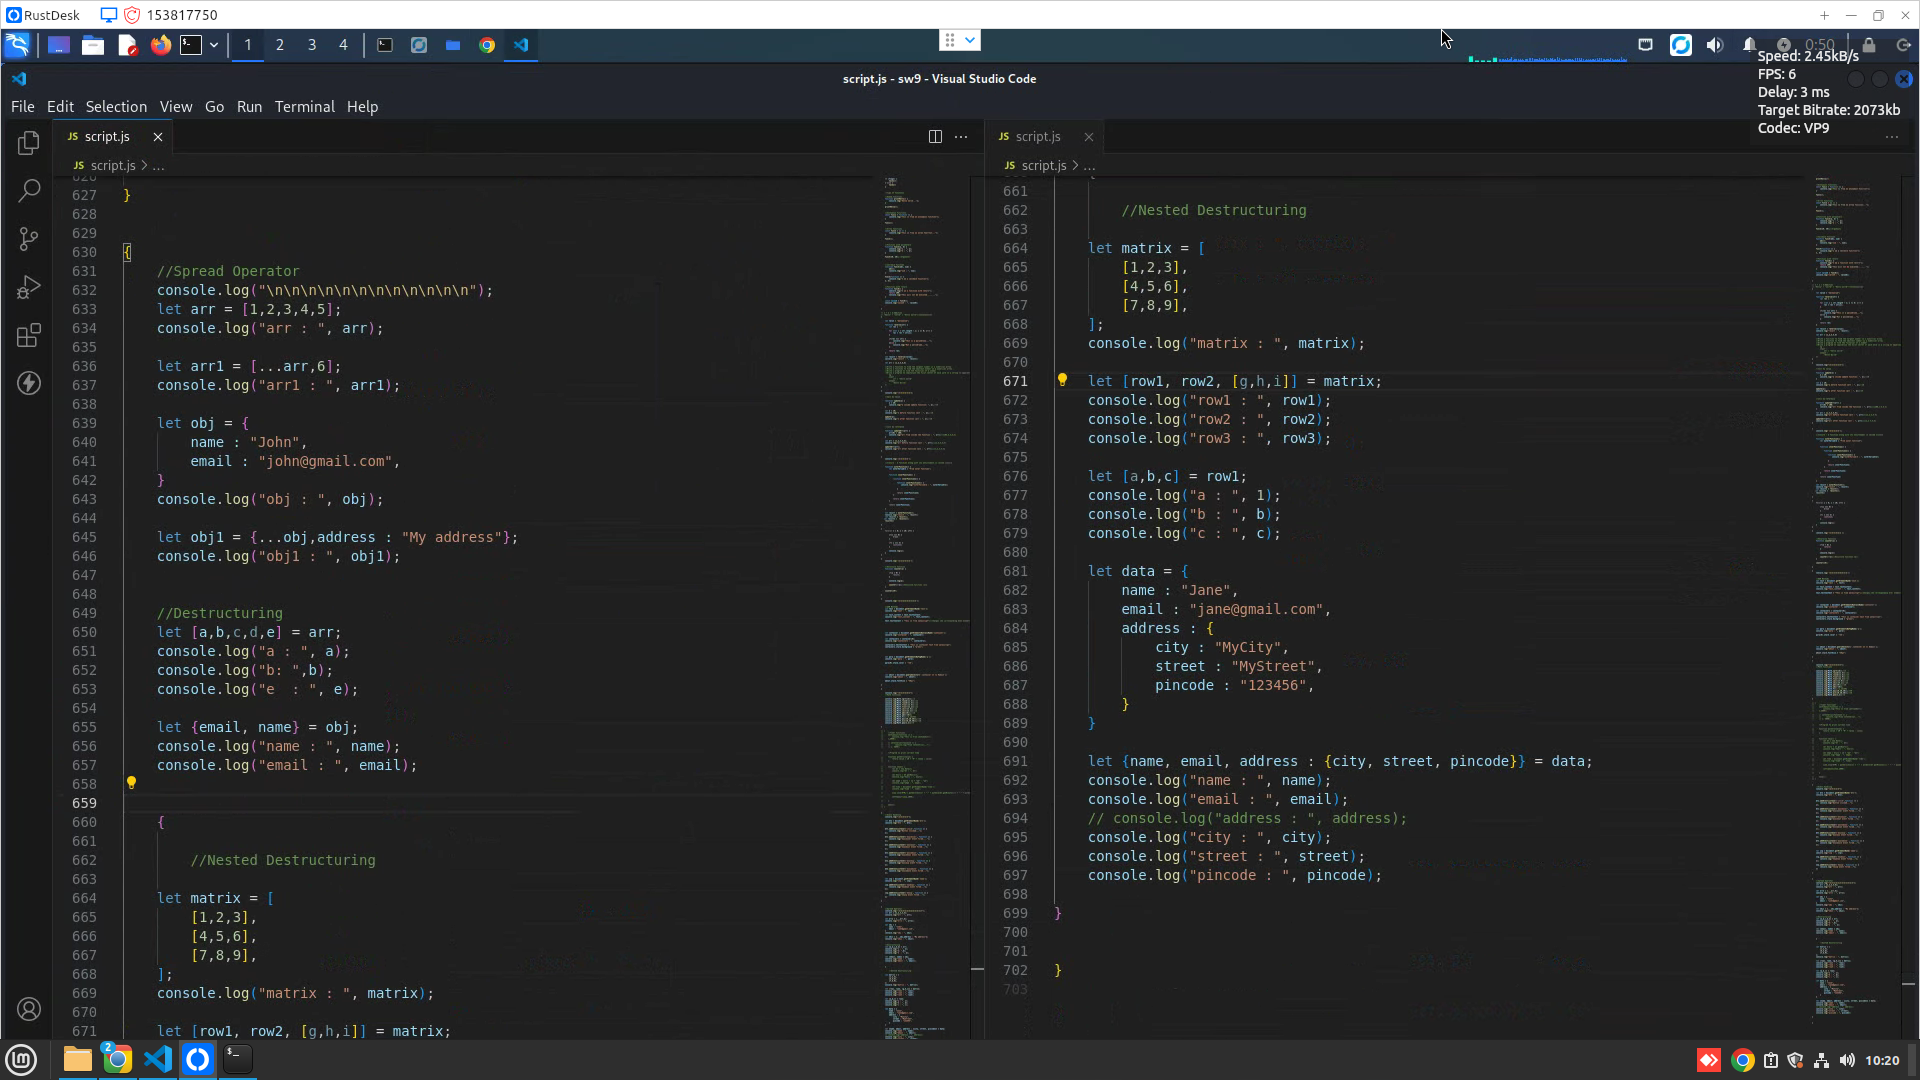 RustDesk 153817750
1 2 3 4
0:50
Speed: 2.45kB/s
FPS: 6
Delay: 3 ms
Target Bitrate: 2073kb
Codec: VP9
script.js - sw9 - Visual Studio Code
File Edit Selection View Go Run Terminal Help
JS script.js
JS script.js > ...
627 }
628
629
630 {
631 //Spread Operator
632 console.log("\n\n\n\n\n\n\n\n\n\n\n\n");
633 let arr = [1,2,3,4,5];
634 console.log("arr : ", arr);
635
636 let arr1 = [...arr,6];
637 console.log("arr1 : ", arr1);
638
639 let obj = {
640 name : "John",
641 email : "john@gmail.com",
642 }
643 console.log("obj : ", obj);
644
645 let obj1 = {...obj,address : "My address"};
646 console.log("obj1 : ", obj1);
647
648
649 //Destructuring
650 let [a,b,c,d,e] = arr;
651 console.log("a : ", a);
652 console.log("b: ",b);
653 console.log("e  : ", e);
654
655 let {email, name} = obj;
656 console.log("name : ", name);
657 console.log("email : ", email);
658
659
660 {
661
662 //Nested Destructuring
663
664 let matrix = [
665 [1,2,3],
666 [4,5,6],
667 [7,8,9],
668 ];
669 console.log("matrix : ", matrix);
670
671 let [row1, row2, [g,h,i]] = matrix;
JS script.js
JS script.js > ...
661
662 //Nested Destructuring
663
664 let matrix = [
665 [1,2,3],
666 [4,5,6],
667 [7,8,9],
668 ];
669 console.log("matrix : ", matrix);
670
671 let [row1, row2, [g,h,i]] = matrix;
672 console.log("row1 : ", row1);
673 console.log("row2 : ", row2);
674 console.log("row3 : ", row3);
675
676 let [a,b,c] = row1;
677 console.log("a : ", 1);
678 console.log("b : ", b);
679 console.log("c : ", c);
680
681 let data = {
682 name : "Jane",
683 email : "jane@gmail.com",
684 address : {
685 city : "MyCity",
686 street : "MyStreet",
687 pincode : "123456",
688 }
689 }
690
691 let {name, email, address : {city, street, pincode}} = data;
692 console.log("name : ", name);
693 console.log("email : ", email);
694 // console.log("address : ", address);
695 console.log("city : ", city);
696 console.log("street : ", street);
697 console.log("pincode : ", pincode);
698
699 }
700
701
702 }
703
2
10:20